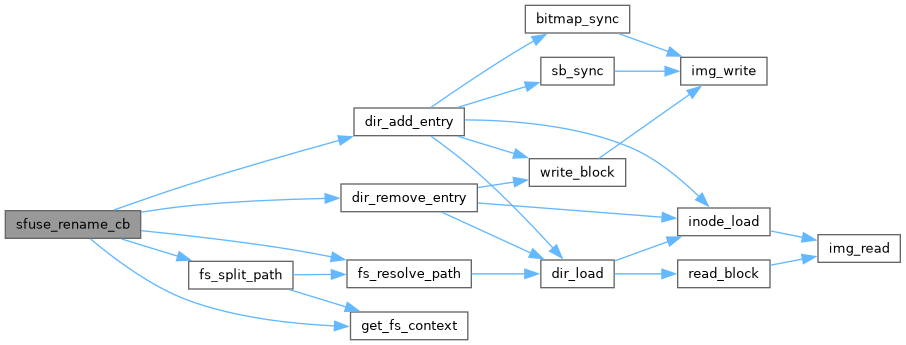 bitmap_sync
sb_sync
img_write
dir_add_entry
write_block
dir_remove_entry
sfuse_rename_cb
inode_load
img_read
fs_split_path
fs_resolve_path
dir_load
read_block
get_fs_context